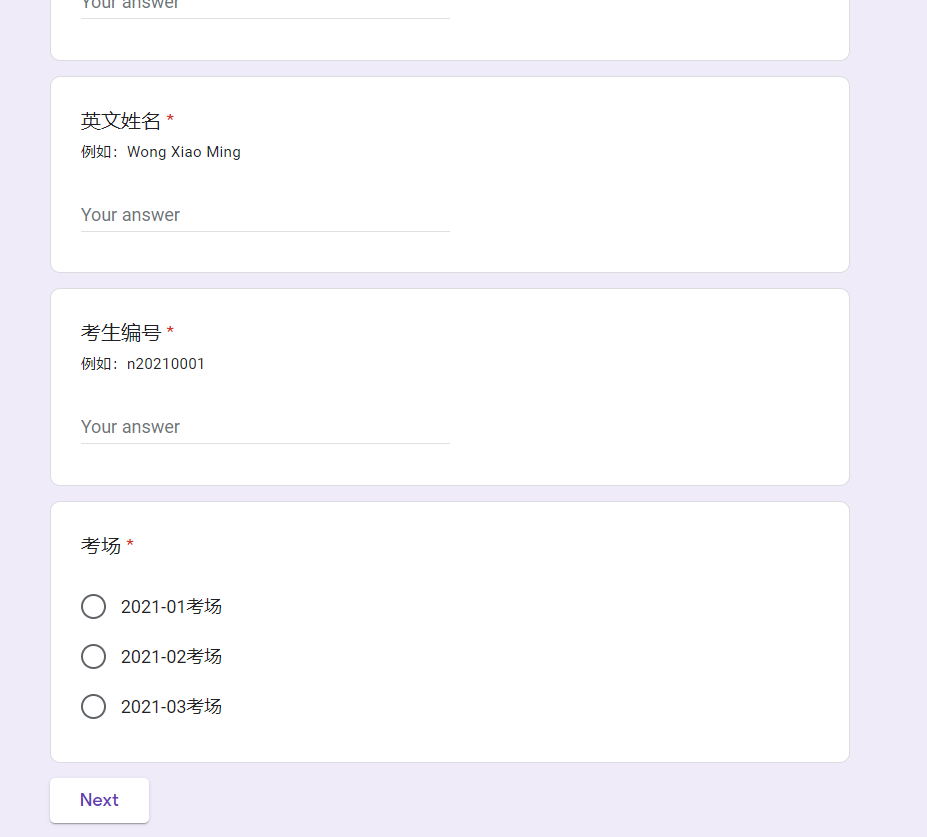 Your answer
英文姓名 *
例如：Wong Xiao Ming
Your answer
考生编号 *
例如：n20210001
Your answer
考场 *
2021-01考场
2021-02考场
2021-03考场
Next